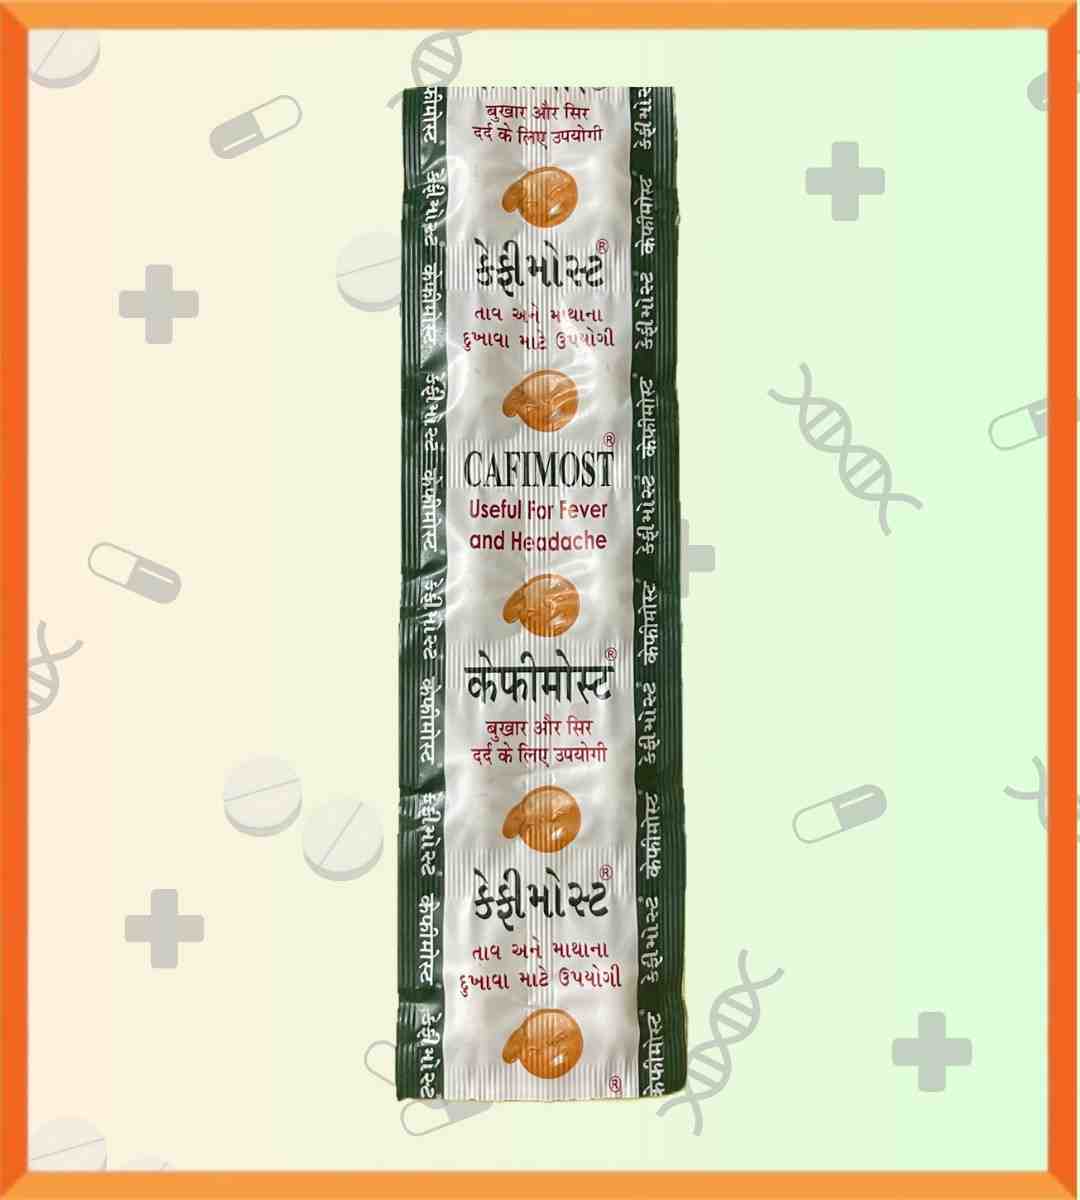 बुखार और सिर
दर्द के लिए उपयोगी
કેફીમોસ્ટ®
તાવ અને માથાના
દુખાવા માટે ઉપયોગી
CAFIMOST®
Useful For Fever
and Headache
केफीमोस्ट®
बुखार और सिर
दर्द के लिए उपयोगी
કેફીમોસ્ટ®
તાવ અને માથાના
દુખાવા માટે ઉપયોગી
®
केफीमोस्ट
કેફીમોસ્ટ
केफीमोस्ट
કેફીમોસ્ટ
केफीमोस्ट
કેફીમોસ્ટ
केफीमोस्ट
કેફીમોસ્ટ
केफीमोस्ट
કેફીમોસ્ટ
કેફીમોસ્ટ
केफीमोस्ट
કેફીમોસ્ટ
केफीमोस्ट
કેફીમોસ્ટ
केफीमोस्ट
કેફીમોસ્ટ
केफीमोस्ट
કેફીમોસ્ટ
केफीमोस्ट